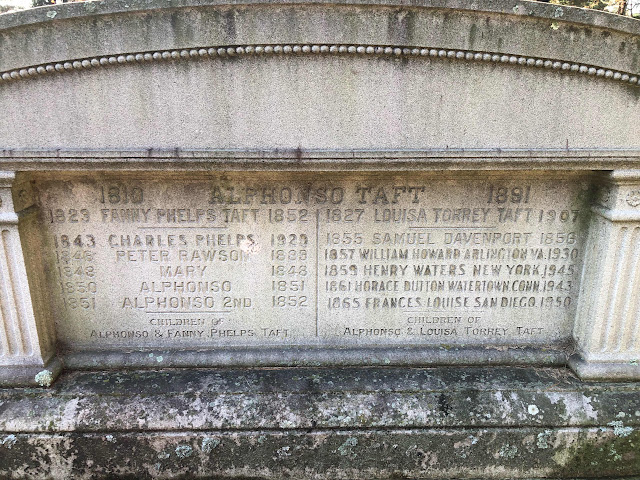 1810 ALPHONSO TAFT 1891
1823 FANNY PHELPS TAFT 1852
1843 CHARLES PHELPS 1929
1846 PETER RAWSON 1889
1848 MARY 1848
1850 ALPHONSO 1851
1851 ALPHONSO 2ND 1852
CHILDREN OF
ALPHONSO & FANNY PHELPS TAFT
1827 LOUISA TORREY TAFT 1907
1855 SAMUEL DAVENPORT 1856
1857 WILLIAM HOWARD ARLINGTON VA. 1930
1859 HENRY WATERS NEW YORK 1945
1861 HORACE DUTTON WATERTOWN CONN. 1943
1865 FRANCES LOUISE SAN DIEGO 1950
CHILDREN OF
ALPHONSO & LOUISA TORREY TAFT